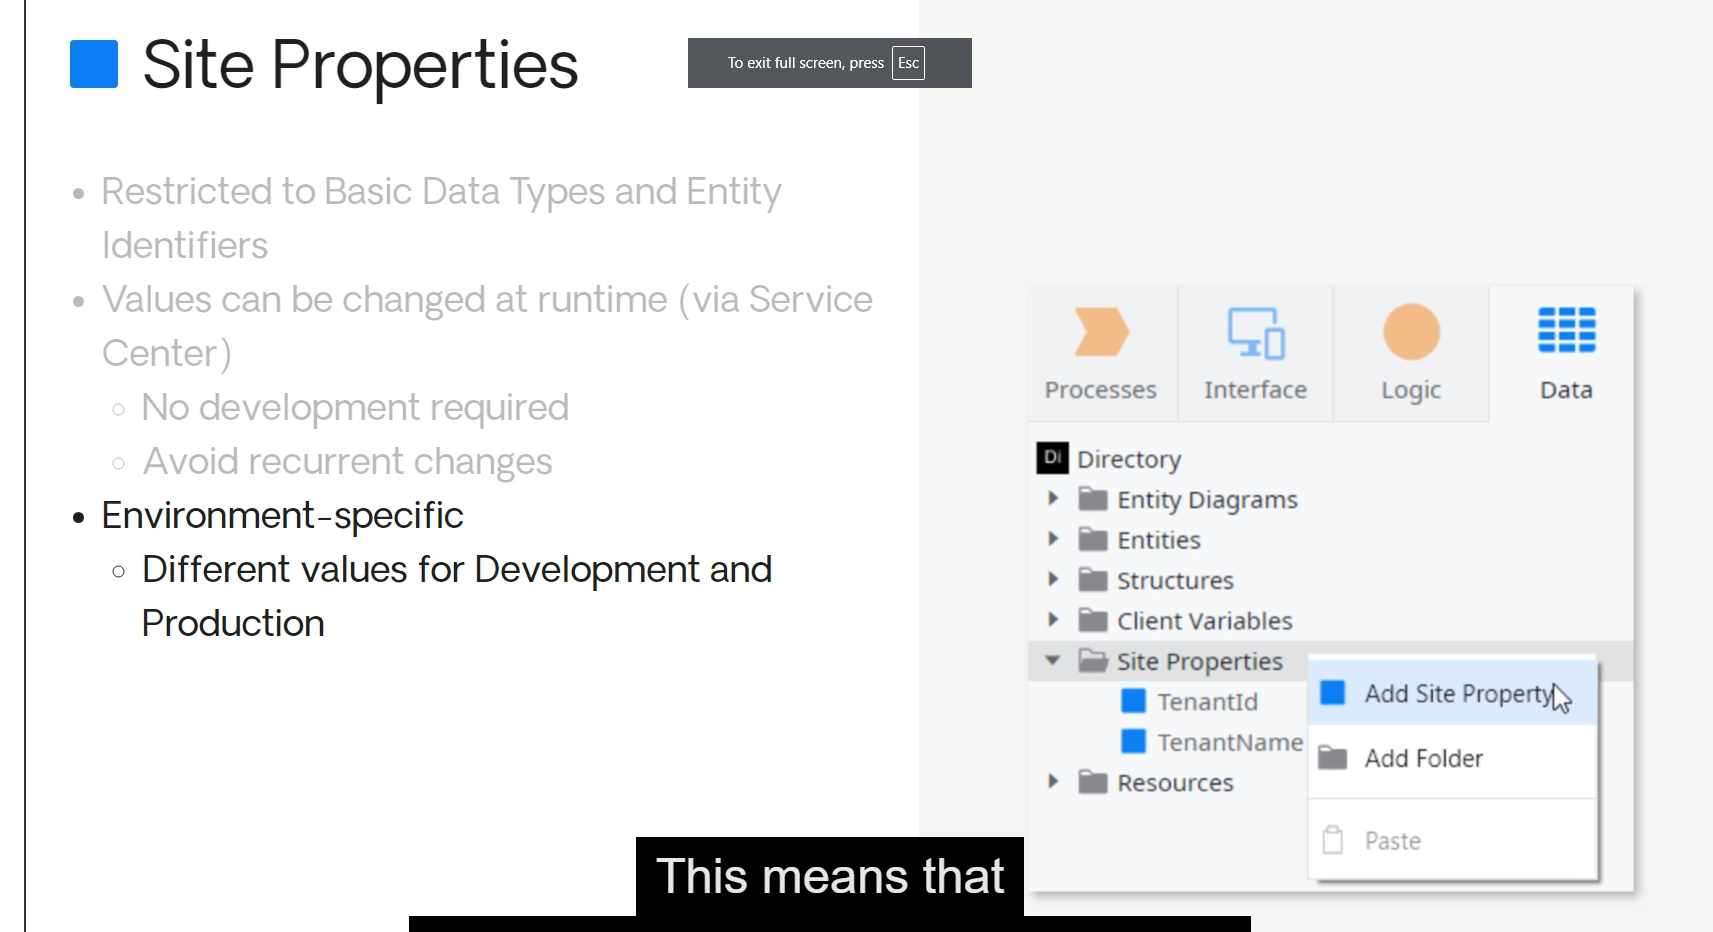 Site Properties
To exit full screen, press Esc
Restricted to Basic Data Types and Entity
Identifiers
Values can be changed at runtime (via Service
Center)
No development required
Avoid recurrent changes
Environment-specific
Different values for Development and
Production
Processes
Interface
Logic
Data
Di Directory
Entity Diagrams
Entities
Structures
Client Variables
Site Properties
TenantId
TenantName
Resources
Add Site Property
Add Folder
Paste
This means that